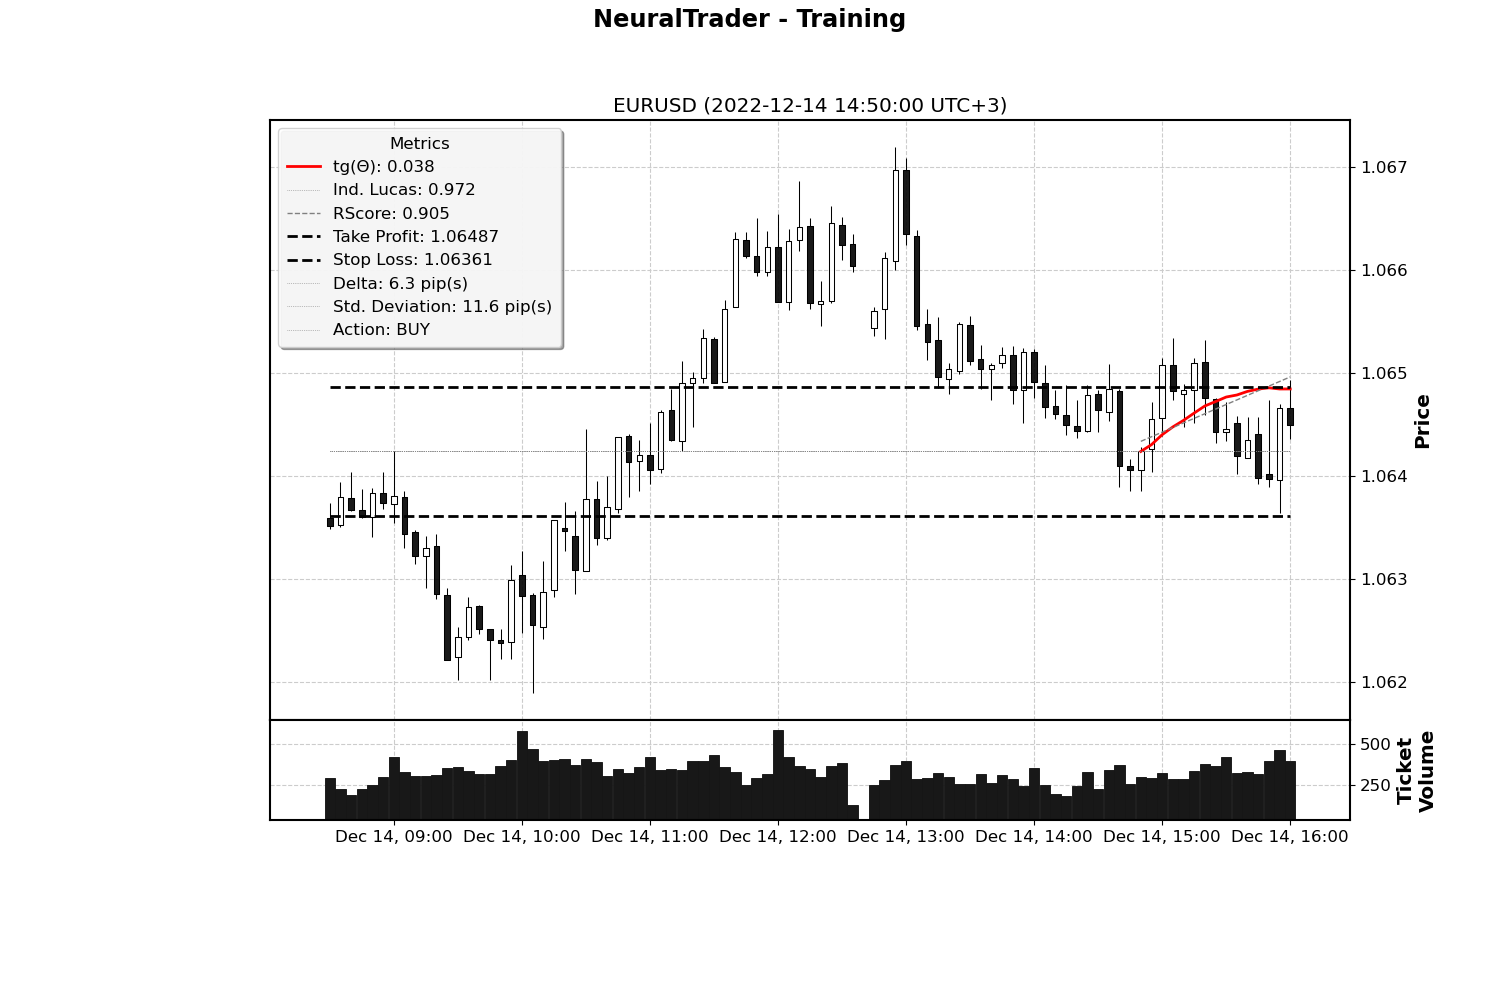 NeuralTrader - Training
EURUSD (2022-12-14 14:50:00 UTC+3)
Metrics
tg(Θ): 0.038
Ind. Lucas: 0.972
RScore: 0.905
Take Profit: 1.06487
Stop Loss: 1.06361
Delta: 6.3 pip(s)
Std. Deviation: 11.6 pip(s)
Action: BUY
1.067
1.066
1.065
1.064
1.063
1.062
Price
500
250
Ticket
Volume
Dec 14, 09:00 Dec 14, 10:00 Dec 14, 11:00 Dec 14, 12:00 Dec 14, 13:00 Dec 14, 14:00 Dec 14, 15:00 Dec 14, 16:00